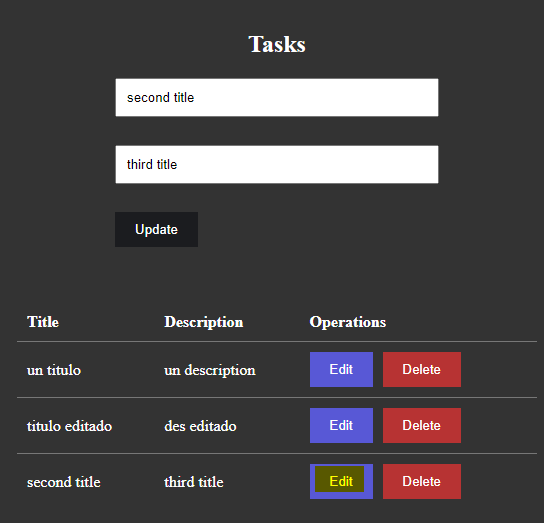 Tasks
second title
third title
Update
Title Description Operations
un titulo un description Edit Delete
titulo editado des editado Edit Delete
second title third title Edit Delete